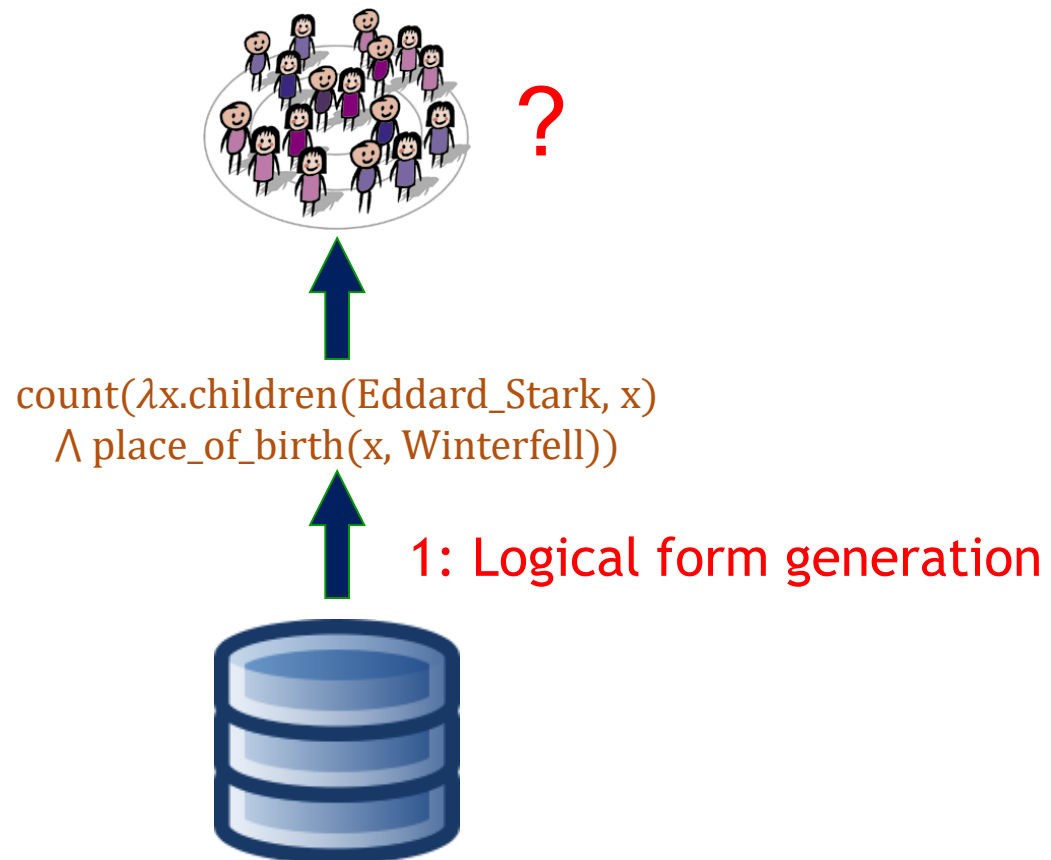 ?
count(λx.children(Eddard_Stark, x)
∧ place_of_birth(x, Winterfell))
1: Logical form generation